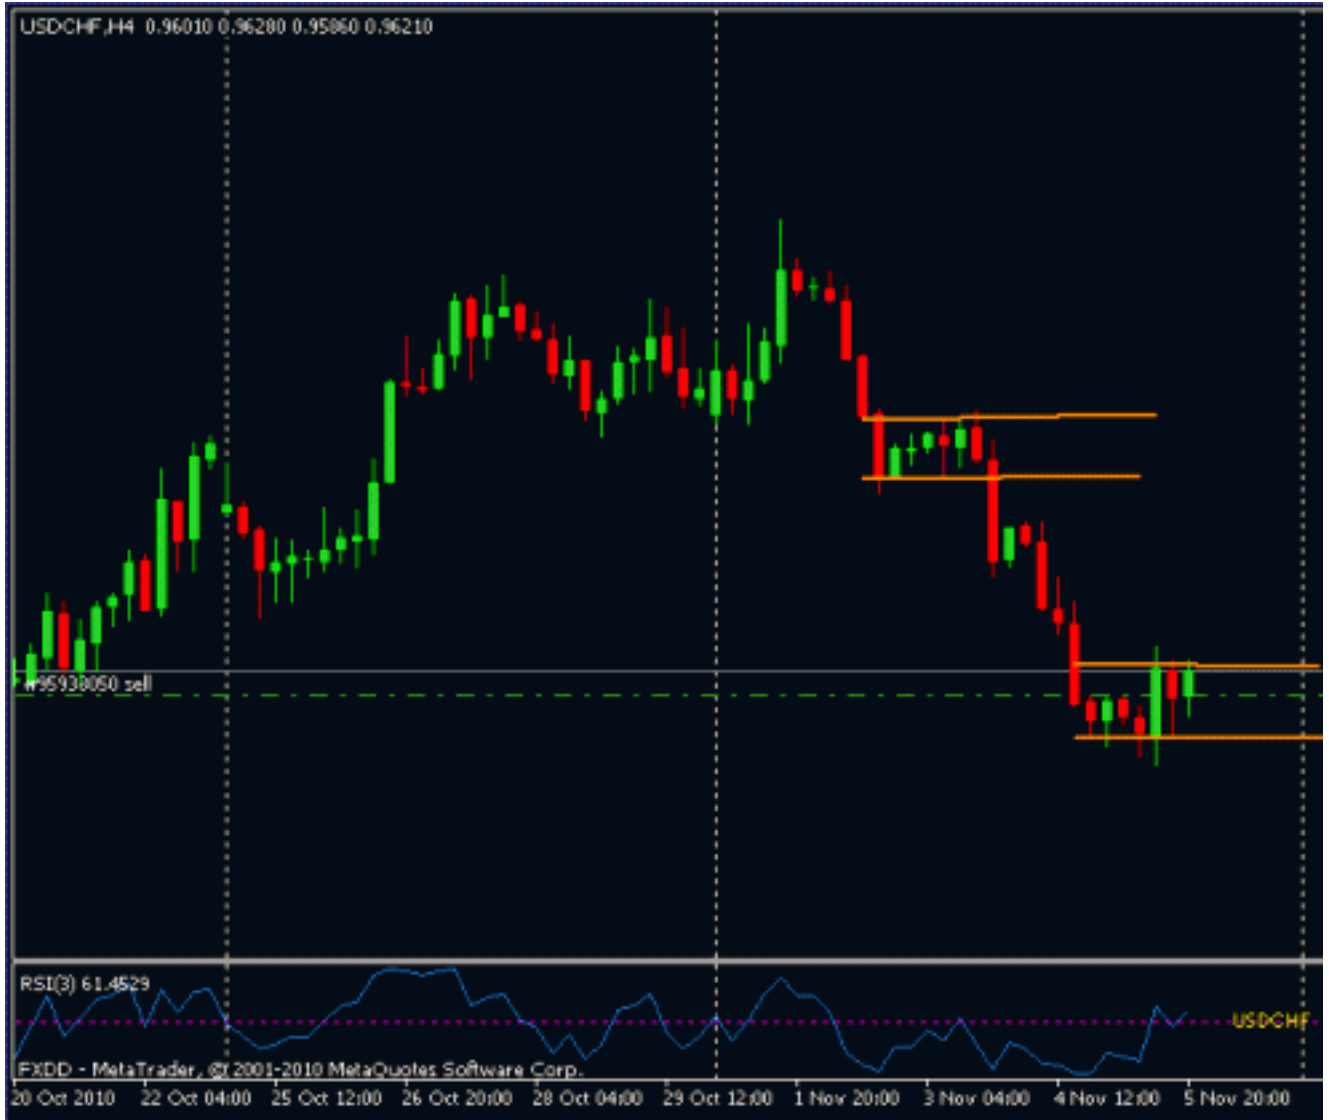 USDCHF,H4 0.96010 0.96280 0.95860 0.96210
#95938050 sell
RSI(3) 61.4529
USDCHF
FXDD - MetaTrader, © 2001-2010 MetaQuotes Software Corp.
20 Oct 2010 22 Oct 04:00 25 Oct 12:00 26 Oct 20:00 28 Oct 04:00 29 Oct 12:00 1 Nov 20:00 3 Nov 04:00 4 Nov 12:00 5 Nov 20:00